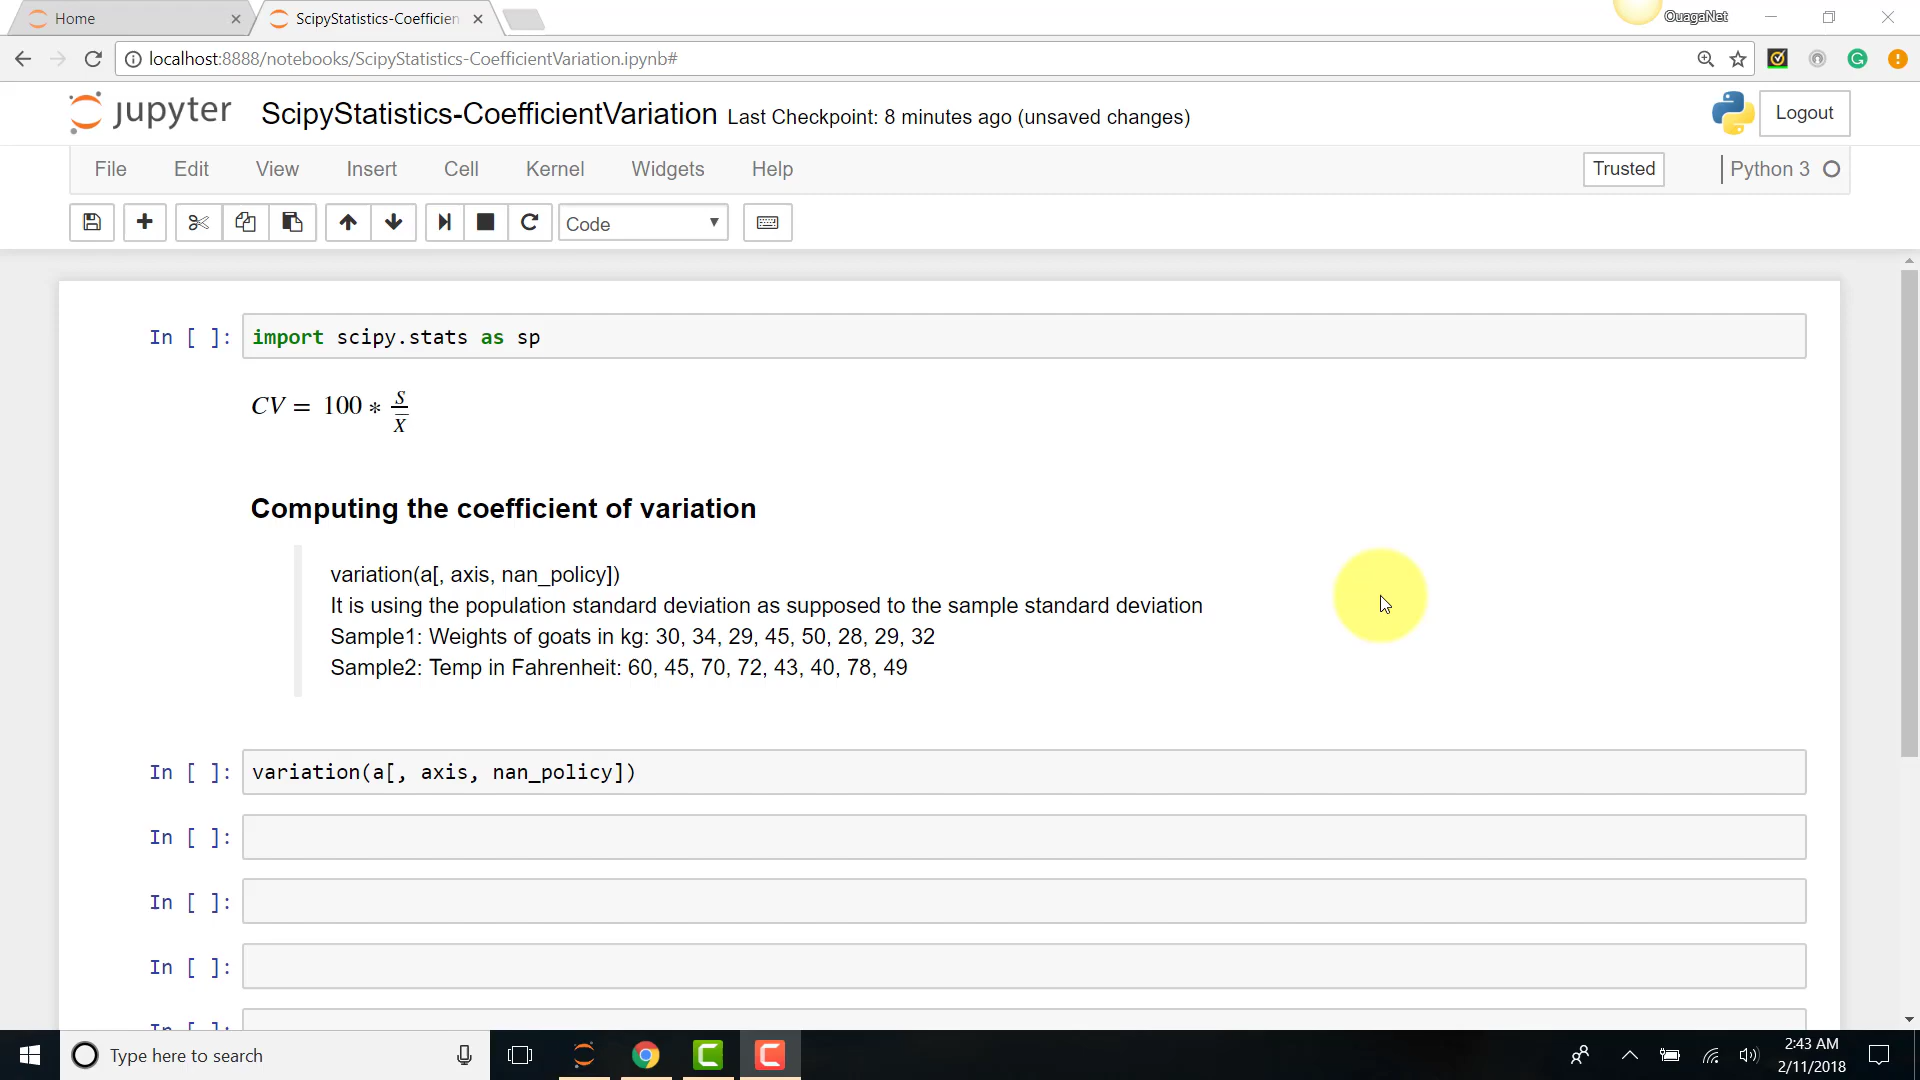 Home
ScipyStatistics-Coefficien
OuagaNet
localhost:8888/notebooks/ScipyStatistics-CoefficientVariation.ipynb#
jupyter ScipyStatistics-CoefficientVariation Last Checkpoint: 8 minutes ago (unsaved changes)
Logout
File Edit View Insert Cell Kernel Widgets Help
Trusted
Python 3
Code
In [ ]: import scipy.stats as sp
CV = 100 * S
X̅
Computing the coefficient of variation
variation(a[, axis, nan_policy])
It is using the population standard deviation as supposed to the sample standard deviation
Sample1: Weights of goats in kg: 30, 34, 29, 45, 50, 28, 29, 32
Sample2: Temp in Fahrenheit: 60, 45, 70, 72, 43, 40, 78, 49
In [ ]: variation(a[, axis, nan_policy])
In [ ]:
In [ ]:
In [ ]:
In [ ]:
Type here to search
2:43 AM
2/11/2018